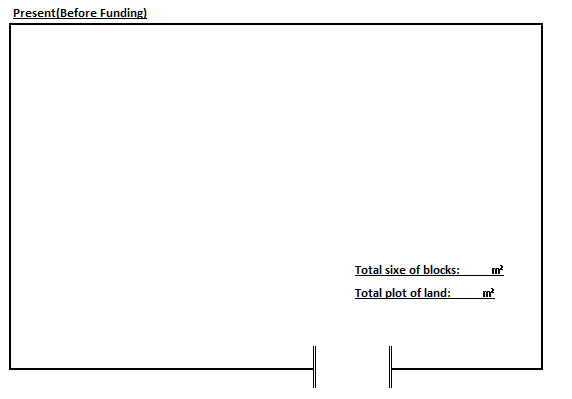 Present(Before Funding)
Total sixe of blocks: m²
Total plot of land: m²